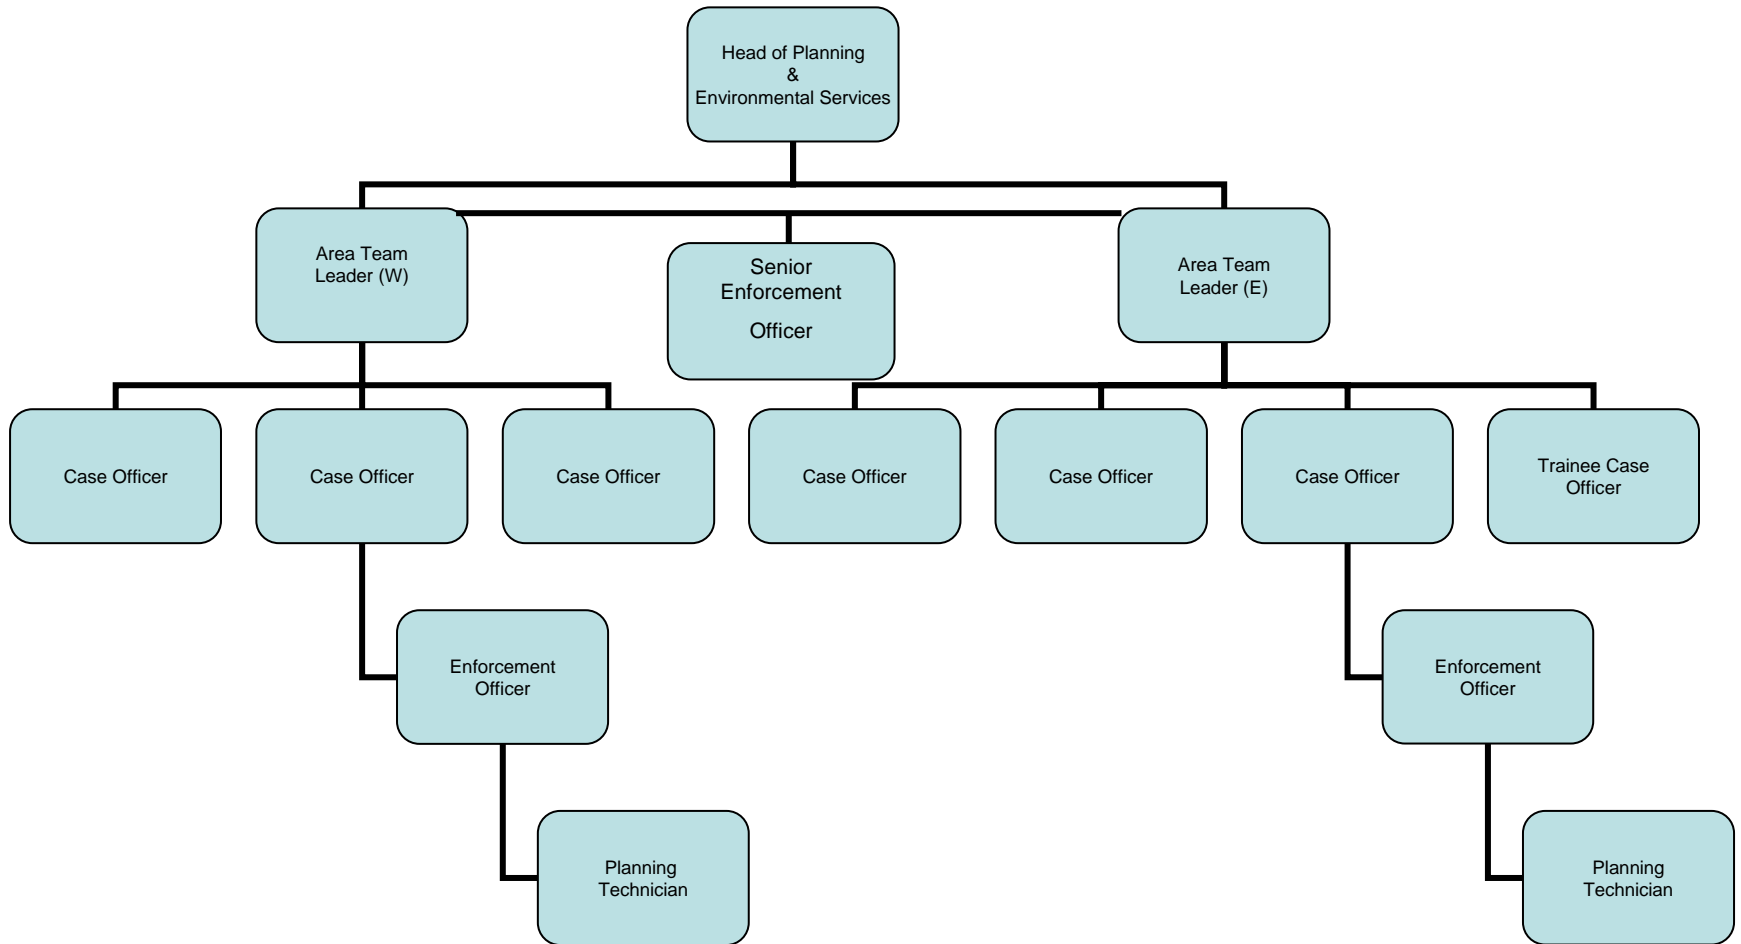 Head of Planning
&
Environmental Services
Area Team
Leader (W)
Senior
Enforcement
Officer
Area Team
Leader (E)
Case Officer
Case Officer
Case Officer
Case Officer
Case Officer
Case Officer
Trainee Case
Officer
Enforcement
Officer
Enforcement
Officer
Planning
Technician
Planning
Technician